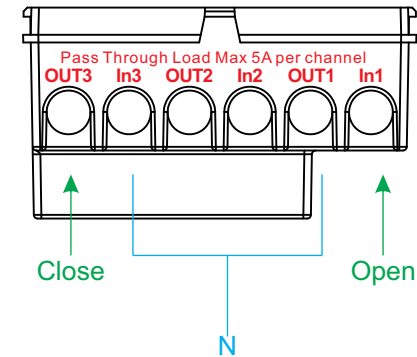 Pass Through Load Max 5A per channel
OUT3 In3 OUT2 In2 OUT1 In1
Close Open
N